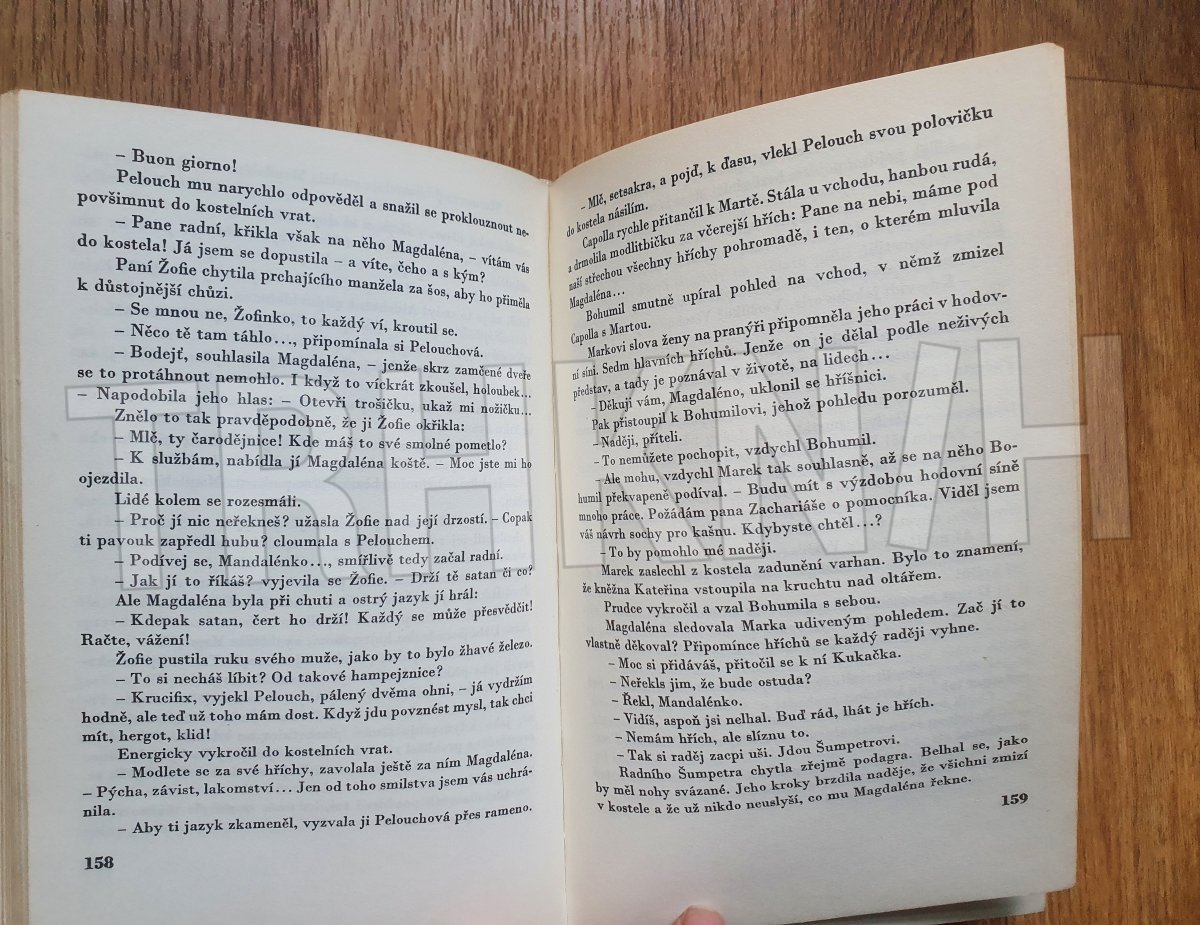 – Buon giorno!
Pelouch mu narychlo odpověděl a snažil se proklouznout ne-
povšimnut do kostelních vrat.
– Pane radní, křikla však na něho Magdaléna, – vítám vás
do kostela! Já jsem se dopustila – a víte, čeho a s kým?
Paní Žofie chytila prchajícího manžela za šos, aby ho přiměla
k důstojnější chůzi.
– Se mnou ne, Žofinko, to každý ví, kroutil se.
– Něco tě tam táhlo..., připomínala si Pelouchová.
– Bodejť, souhlasila Magdaléna, – jenže skrz zamčené dveře
se to protáhnout nemohlo. I když to víckrát zkoušel, holoubek...
– Napodobila jeho hlas: – Otevři trošičku, ukaž mi nožičku...
Znělo to tak pravděpodobně, že ji Žofie okřikla:
– Mlč, ty čarodějnice! Kde máš to své smolné pometlo?
– K službám, nabídla jí Magdaléna koště. – Moc jste mi ho
ojezdila.
Lidé kolem se rozesmáli.
– Proč jí nic neřekneš? užasla Žofie nad její drzostí. – Copak
ti pavouk zapředl hubu? cloumala s Pelouchem.
– Podívej se, Mandalénko..., smířlivě tedy začal radní.
– Jak jí to říkáš? vyjevila se Žofie. – Drží tě satan či co?
Ale Magdaléna byla při chuti a ostrý jazyk jí hrál:
– Kdepak satan, čert ho drží! Každý se může přesvědčit!
Račte, vážení!
Žofie pustila ruku svého muže, jako by to bylo žhavé železo.
– To si necháš líbit? Od takové hampejznice?
– Krucifix, vyjekl Pelouch, pálený dvěma ohni, – já vydržím
hodně, ale teď už toho mám dost. Když jdu povznést mysl, tak chci
mít, hergot, klid!
Energicky vykročil do kostelních vrat.
– Modlete se za své hříchy, zavolala ještě za ním Magdaléna.
– Pýcha, závist, lakomství... Jen od toho smilstva jsem vás uchrá-
nila.
– Aby ti jazyk zkameněl, vyzvala ji Pelouchová přes rameno.
158
– Mlč, setsakra, a pojď, k ďasu, vlekl Pelouch svou polovičku
do kostela násilím.
Capolla rychle přitančil k Martě. Stála u vchodu, hanbou rudá,
a drmolila modlitbičku za včerejší hřích: Pane na nebi, máme pod
naší střechou všechny hříchy pohromadě, i ten, o kterém mluvila
Magdaléna...
Bohumil smutně upíral pohled na vchod, v němž zmizel
Capolla s Martou.
Markovi slova ženy na pranýři připomněla jeho práci v hodov-
ní síni. Sedm hlavních hříchů. Jenže on je dělal podle neživých
představ, a tady je poznával v životě, na lidech...
– Děkuji vám, Magdaléno, uklonil se hříšnici.
Pak přistoupil k Bohumilovi, jehož pohledu porozuměl.
– Naději, příteli.
– To nemůžete pochopit, vzdychl Bohumil.
– Ale mohu, vzdychl Marek tak souhlasně, až se na něho Bo-
humil překvapeně podíval. – Budu mít s výzdobou hodovní síně
mnoho práce. Požádám pana Zachariáše o pomocníka. Viděl jsem
váš návrh sochy pro kašnu. Kdybyste chtěl...?
– To by pomohlo mé naději.
Marek zaslechl z kostela zadunění varhan. Bylo to znamení,
že kněžna Kateřina vstoupila na kruchtu nad oltářem.
Prudce vykročil a vzal Bohumila s sebou.
Magdaléna sledovala Marka udiveným pohledem. Zač jí to
vlastně děkoval? Připomínce hříchů se každý raději vyhne.
– Moc si přidáváš, přitočil se k ní Kukačka.
– Neřekls jim, že bude ostuda?
– Řekl, Mandalénko.
– Vidíš, aspoň jsi nelhal. Buď rád, lhát je hřích.
– Nemám hřích, ale slíznu to.
– Tak si raděj zacpi uši. Jdou Šumpetrovi.
Radního Šumpetra chytla zřejmě podagra. Belhal se, jako
by měl nohy svázané. Jeho kroky brzdila naděje, že všichni zmizí
v kostele a že už nikdo neuslyší, co mu Magdaléna řekne.
159
TRHKNIH